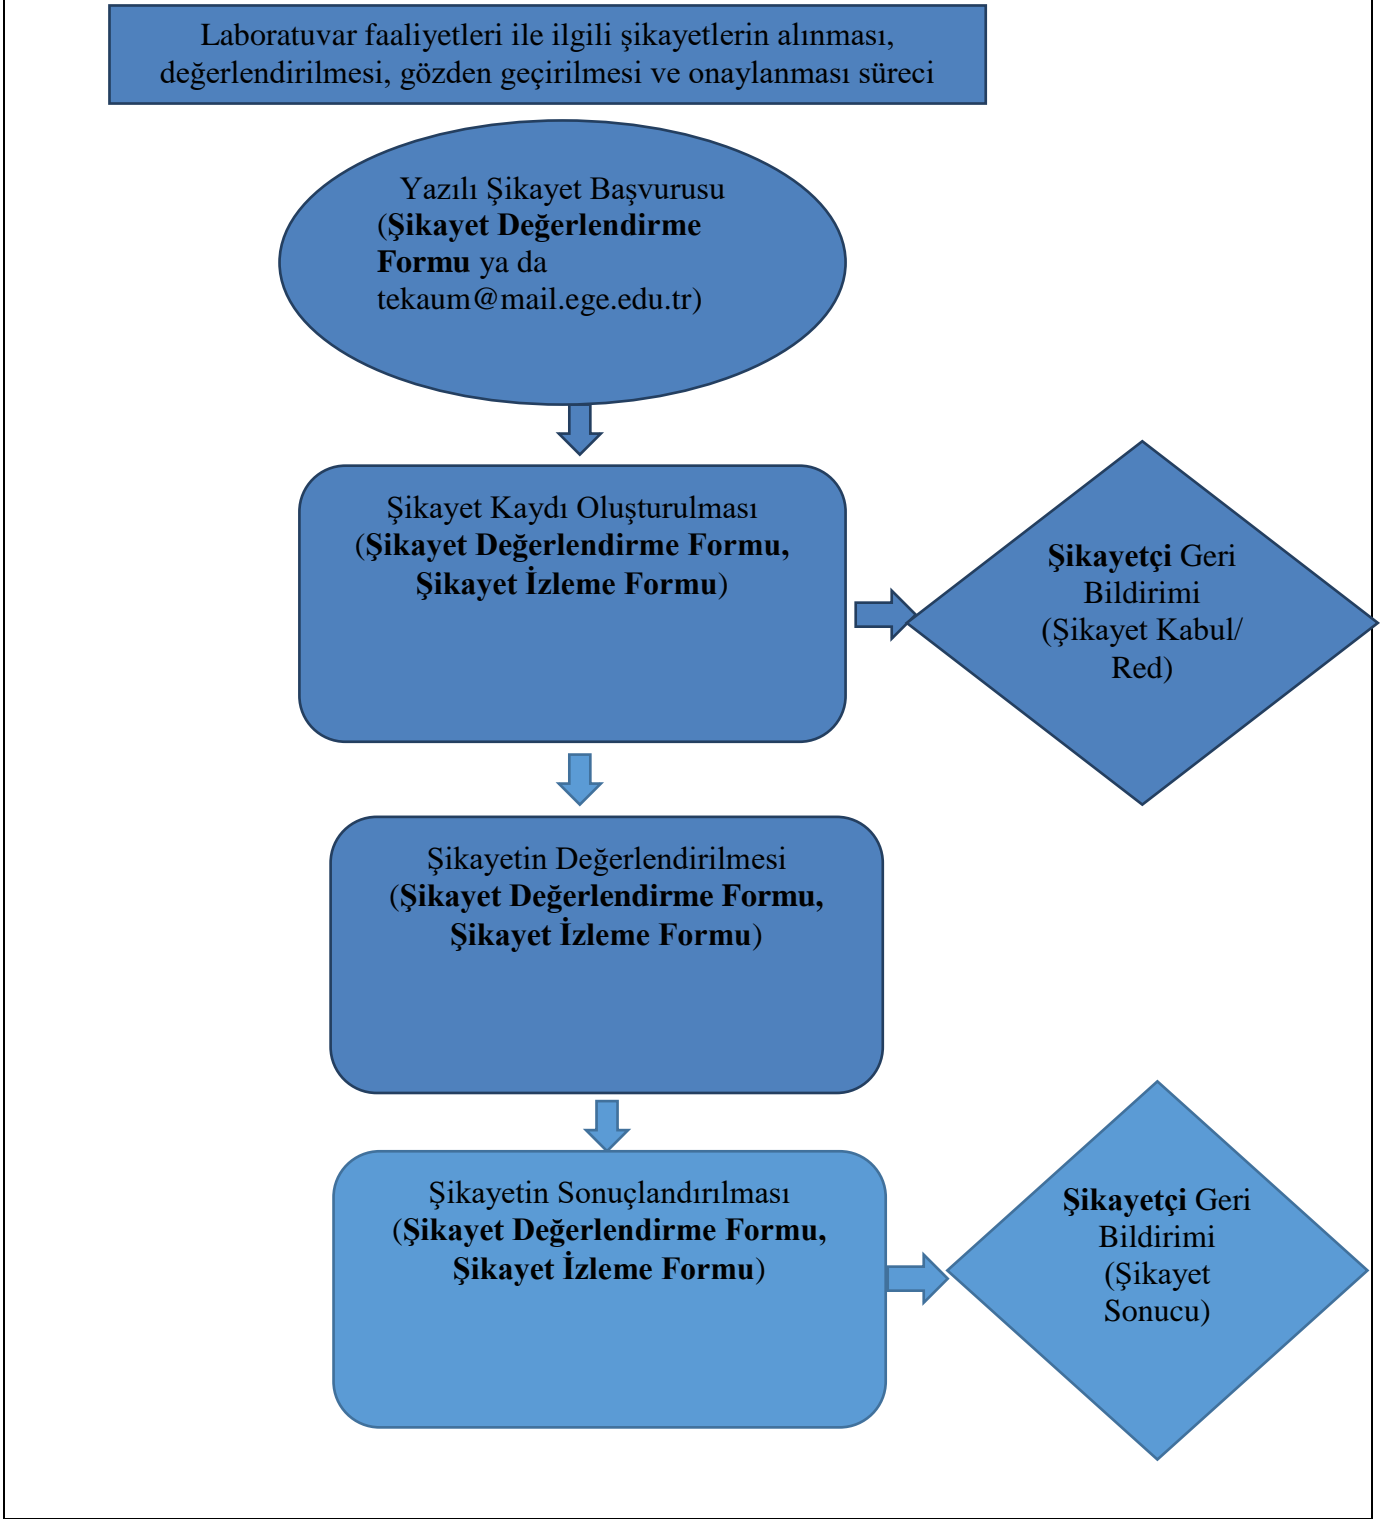 Laboratuvar faaliyetleri ile ilgili şikayetlerin alınması,
değerlendirilmesi, gözden geçirilmesi ve onaylanması süreci
Yazılı Şikayet Başvurusu
(Şikayet Değerlendirme
Formu ya da
tekaum@mail.ege.edu.tr)
Şikayet Kaydı Oluşturulması
(Şikayet Değerlendirme Formu,
Şikayet İzleme Formu)
Şikayetçi Geri
Bildirimi
(Şikayet Kabul/
Red)
Şikayetin Değerlendirilmesi
(Şikayet Değerlendirme Formu,
Şikayet İzleme Formu)
Şikayetin Sonuçlandırılması
(Şikayet Değerlendirme Formu,
Şikayet İzleme Formu)
Şikayetçi Geri
Bildirimi
(Şikayet
Sonucu)